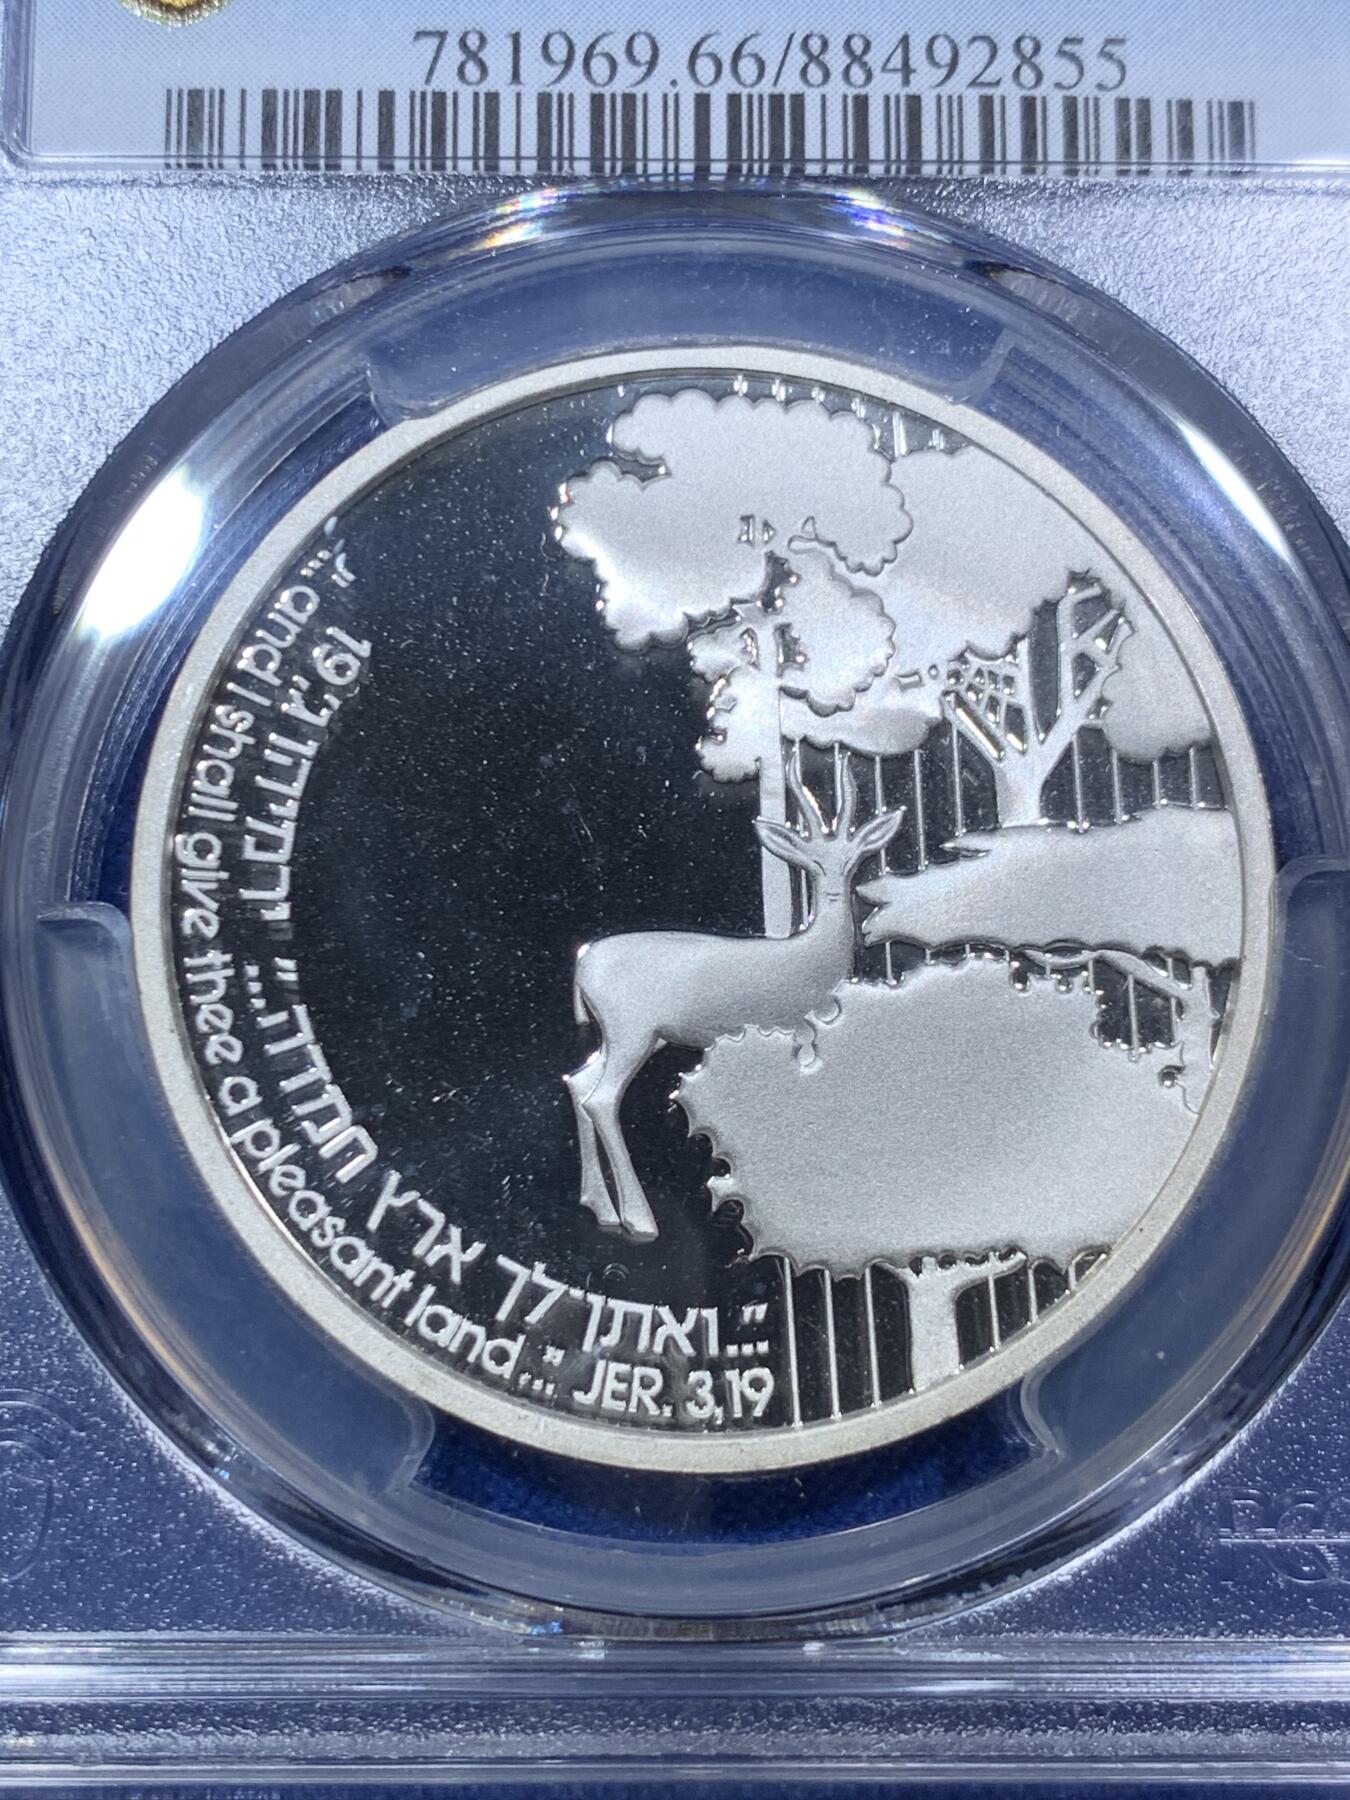 781969.66/88492855
"...ואתן לך ארץ חמדה..." ירמיהו ג', 19
"...and I shall give thee a pleasant land..." JER. 3,19